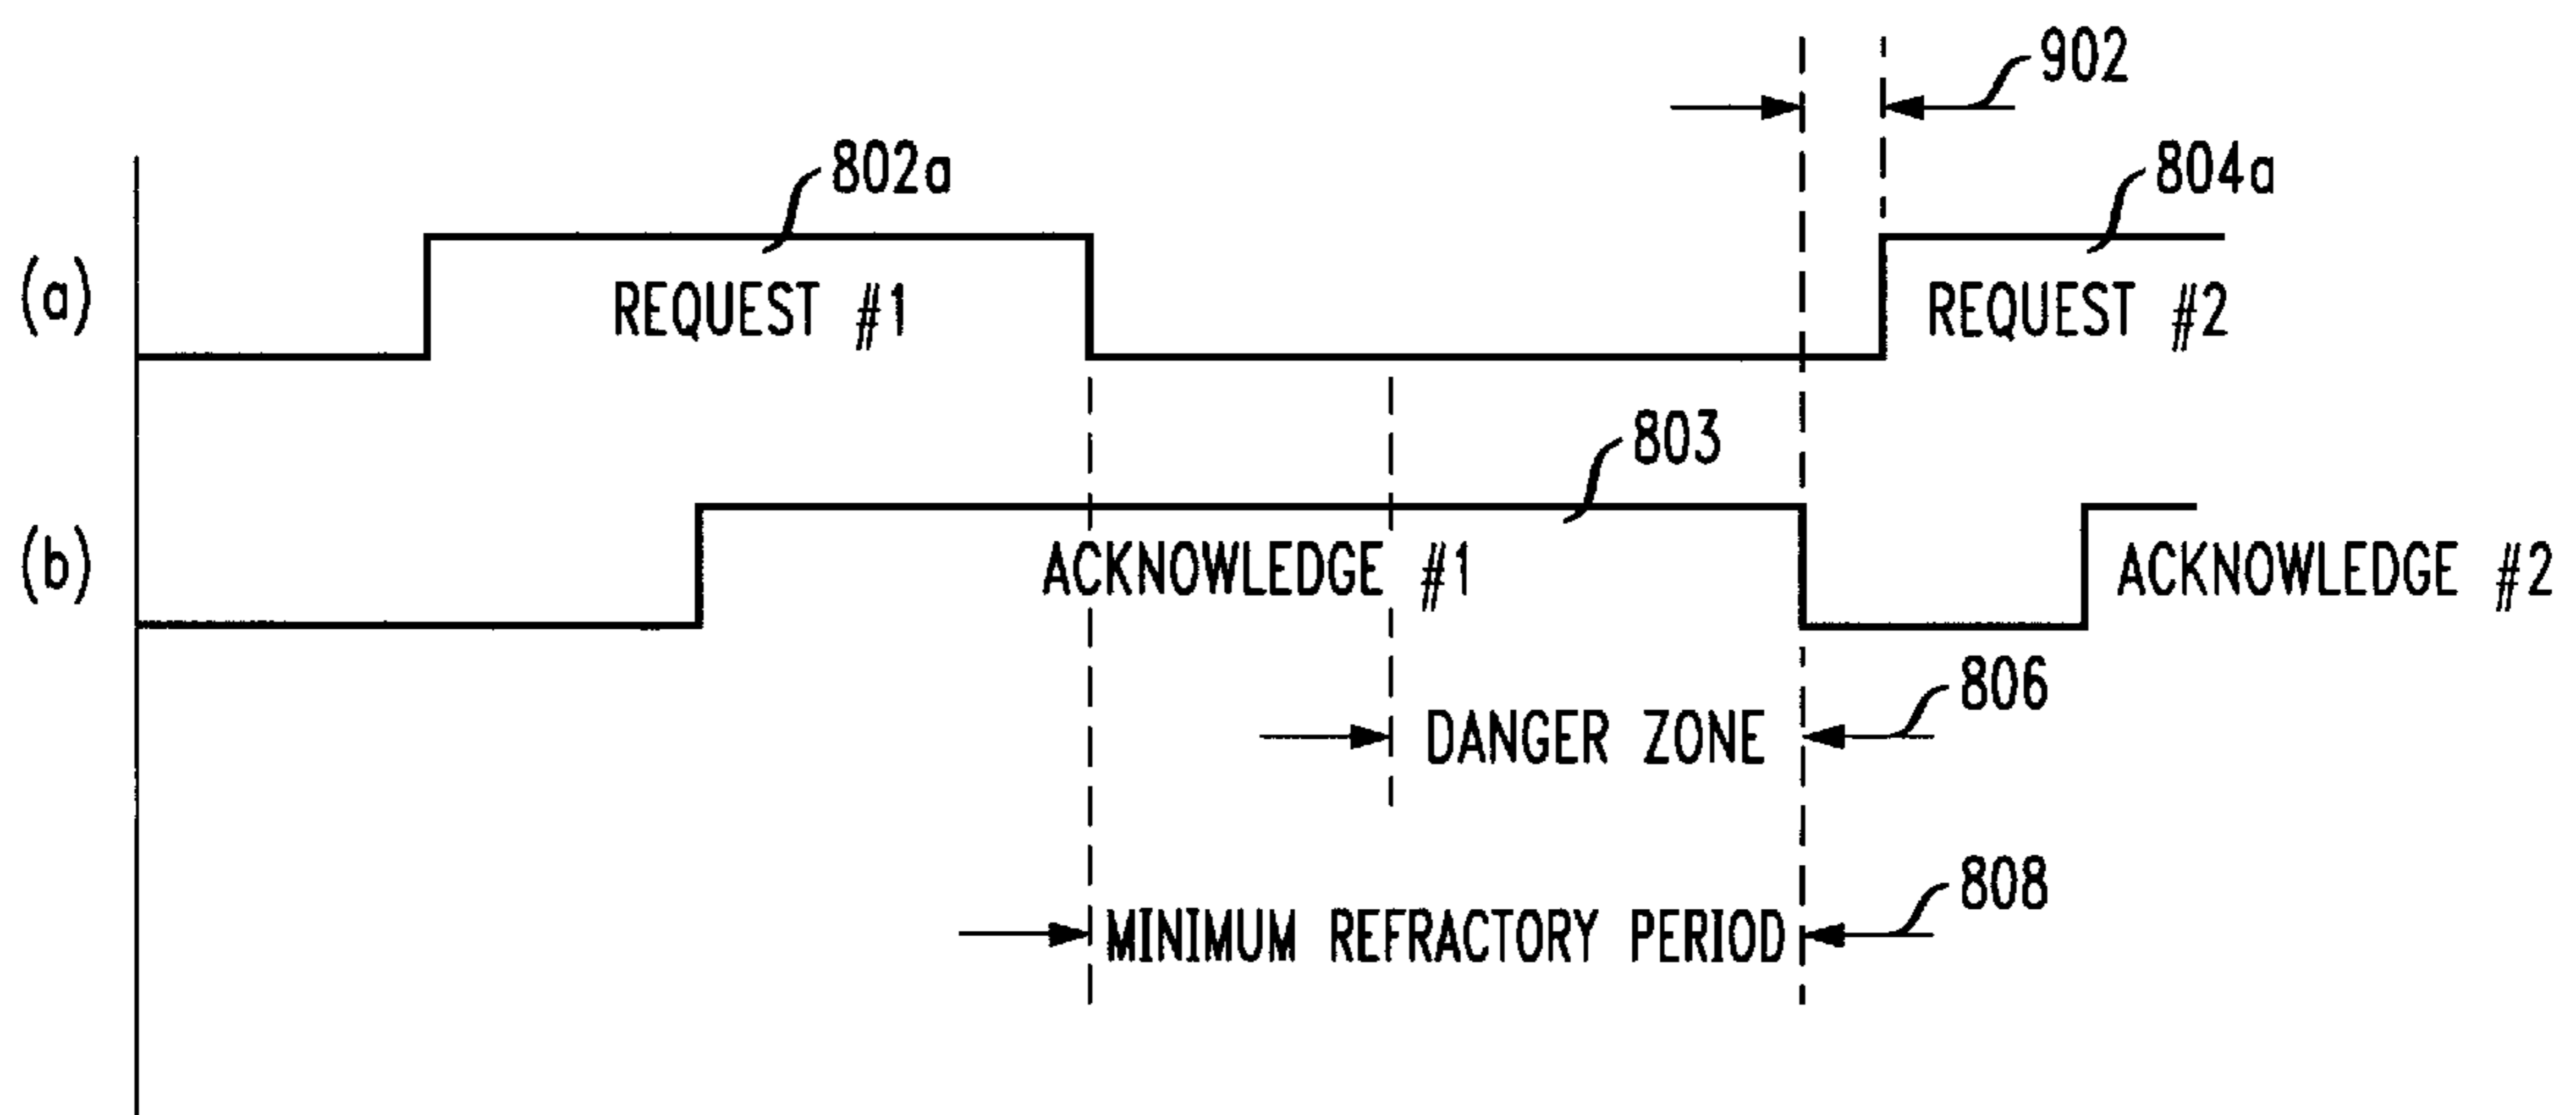 902
802a
804a
(a)
REQUEST #1
REQUEST #2
803
(b)
ACKNOWLEDGE #1
ACKNOWLEDGE #2
806
DANGER ZONE
808
MINIMUM REFRACTORY PERIOD